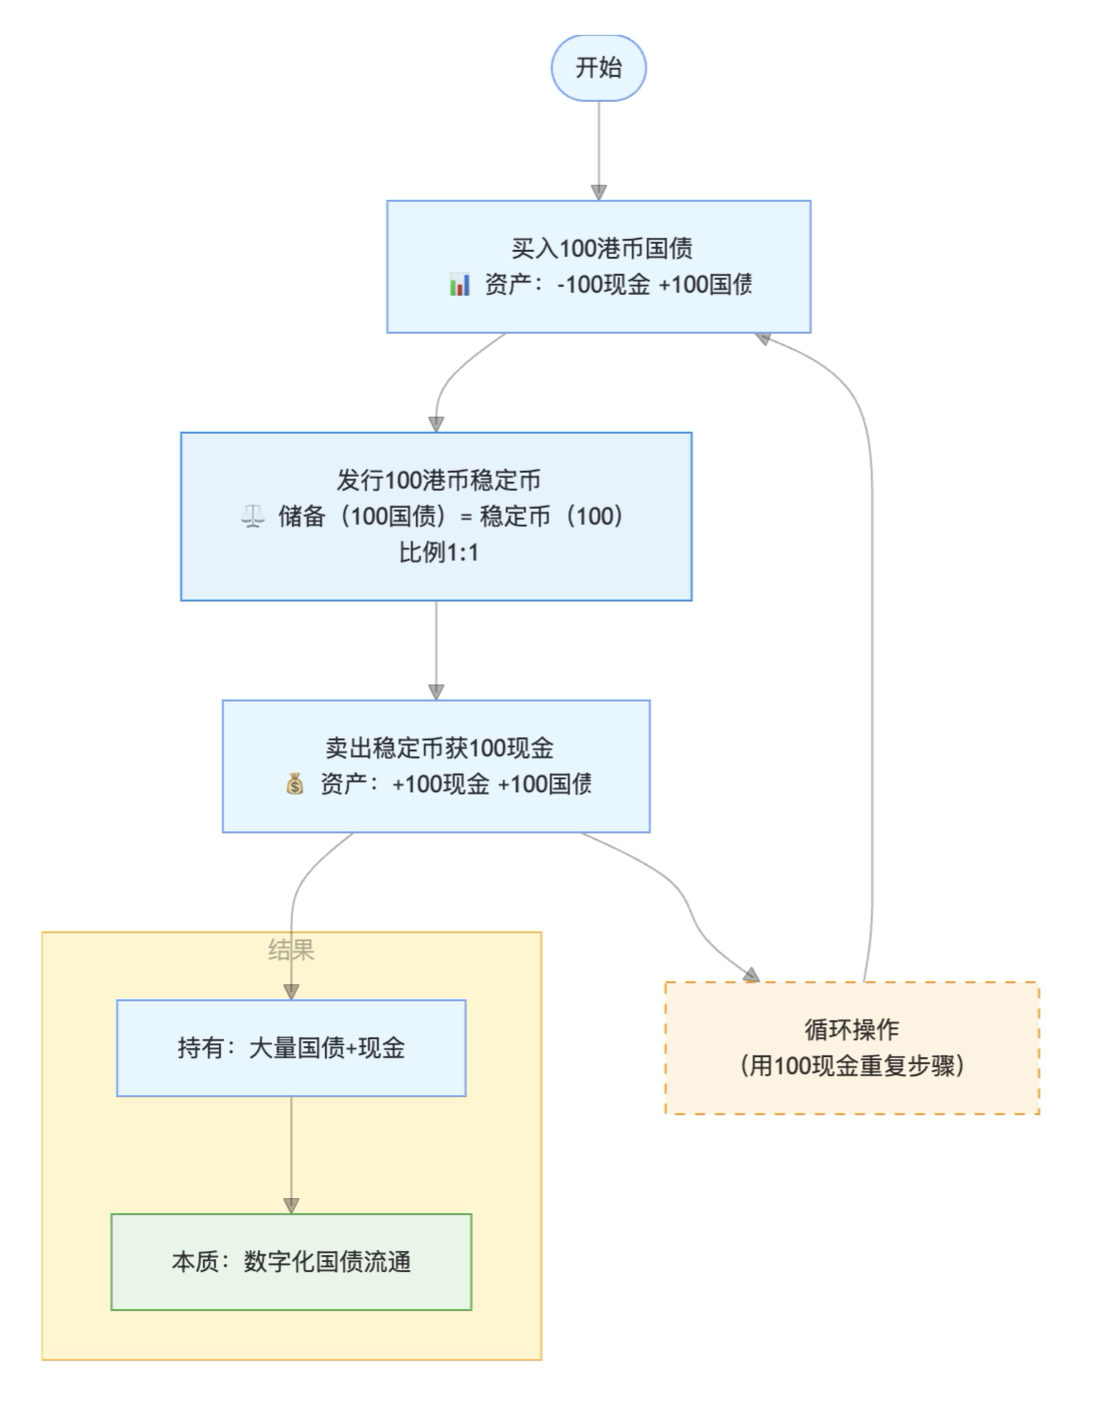 开始
买入100港币国债
📊 资产：-100现金 +100国债
发行100港币稳定币
⚖️ 储备（100国债）= 稳定币（100）
比例1:1
卖出稳定币获100现金
💰 资产：+100现金 +100国债
结果
持有：大量国债+现金
循环操作
（用100现金重复步骤）
本质：数字化国债流通